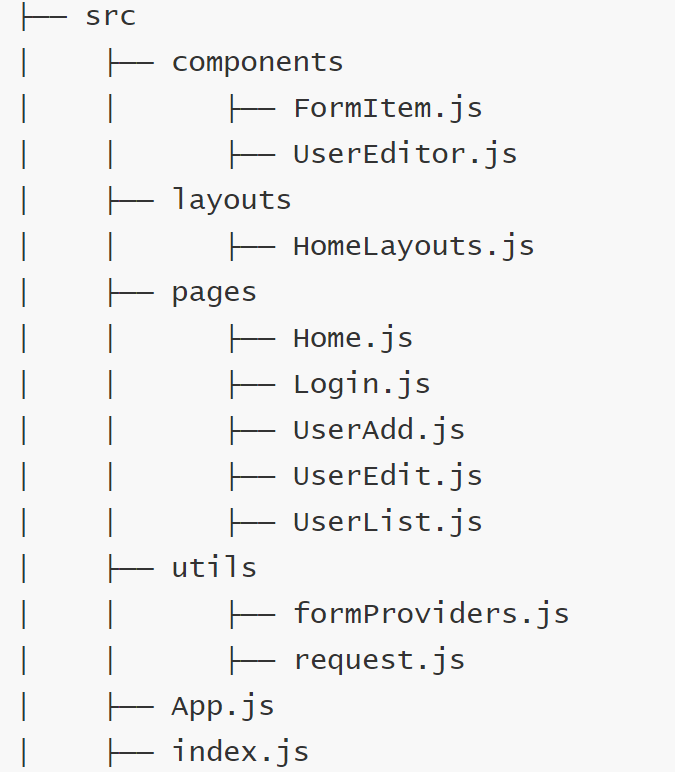 ├── src
│    ├── components
│    │      ├── FormItem.js
│    │      ├── UserEditor.js
│    ├── layouts
│    │      ├── HomeLayouts.js
│    ├── pages
│    │      ├── Home.js
│    │      ├── Login.js
│    │      ├── UserAdd.js
│    │      ├── UserEdit.js
│    │      ├── UserList.js
│    ├── utils
│    │      ├── formProviders.js
│    │      ├── request.js
│    ├── App.js
│    ├── index.js